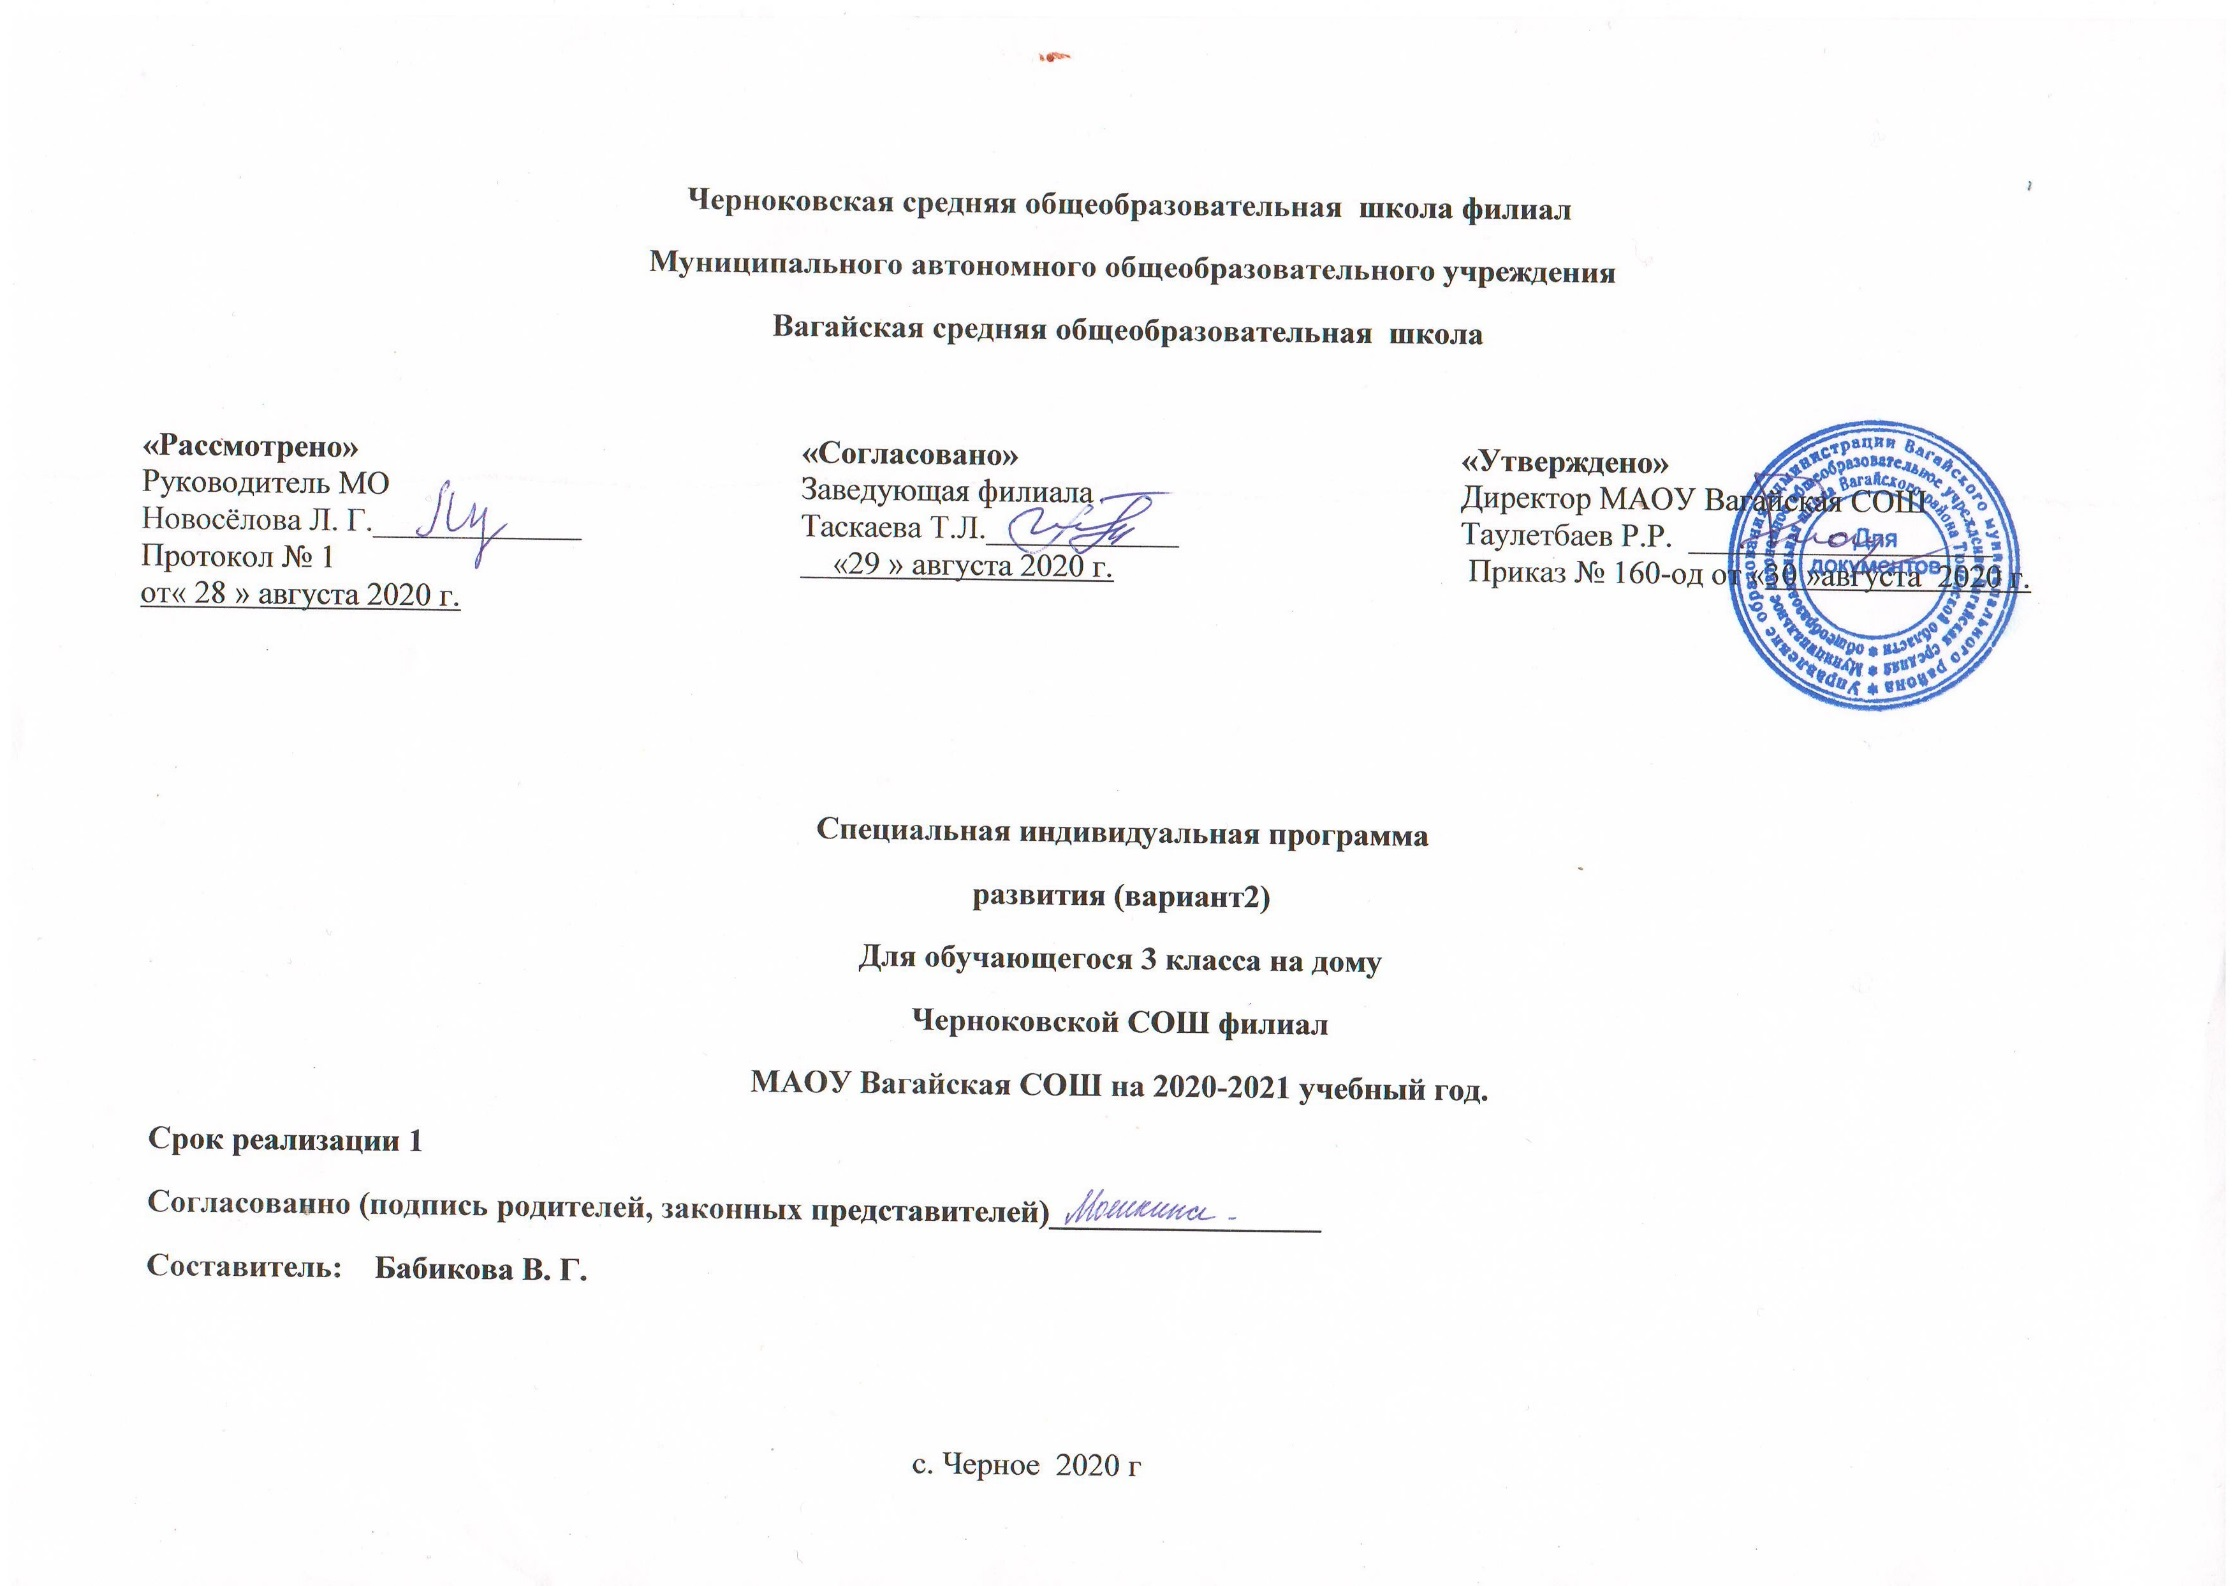 Черноковская средняя общеобразовательная школа филиал
Муниципального автономного общеобразовательного учреждения
Вагайская средняя общеобразовательная школа
«Рассмотрено»
Руководитель МО
Новосёлова Л. Г.
Протокол № 1
от« 28 » августа 2020 г.
«Согласовано»
Заведующая филиала
Таскаева Т.Л.
«29 » августа 2020 г.
«Утверждено»
Директор МАОУ Вагайская СОШ
Таулетбаев Р.Р.
Приказ № 160-од от «30 »августа 2020 г.
Для
документов
Специальная индивидуальная программа
развития (вариант2)
Для обучающегося 3 класса на дому
Черноковской СОШ филиал
МАОУ Вагайская СОШ на 2020-2021 учебный год.
Срок реализации 1
Согласованно (подпись родителей, законных представителей) Мошкина
Составитель: Бабикова В. Г.
с. Черное 2020 г